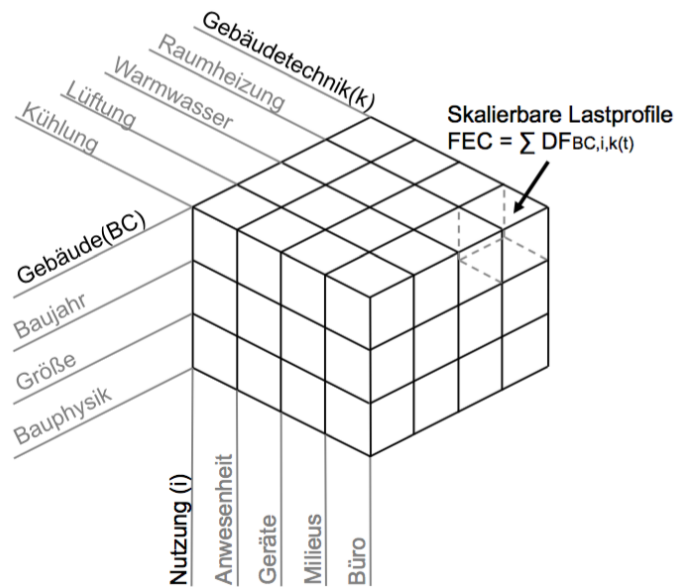 Gebäudetechnik(k)
Raumheizung
Warmwasser
Lüftung
Kühlung
Skalierbare Lastprofile
FEC = ∑ DFBC,i,k(t)
Gebäude(BC)
Baujahr
Größe
Bauphysik
Nutzung (i)
Anwesenheit
Geräte
Milieus
Büro